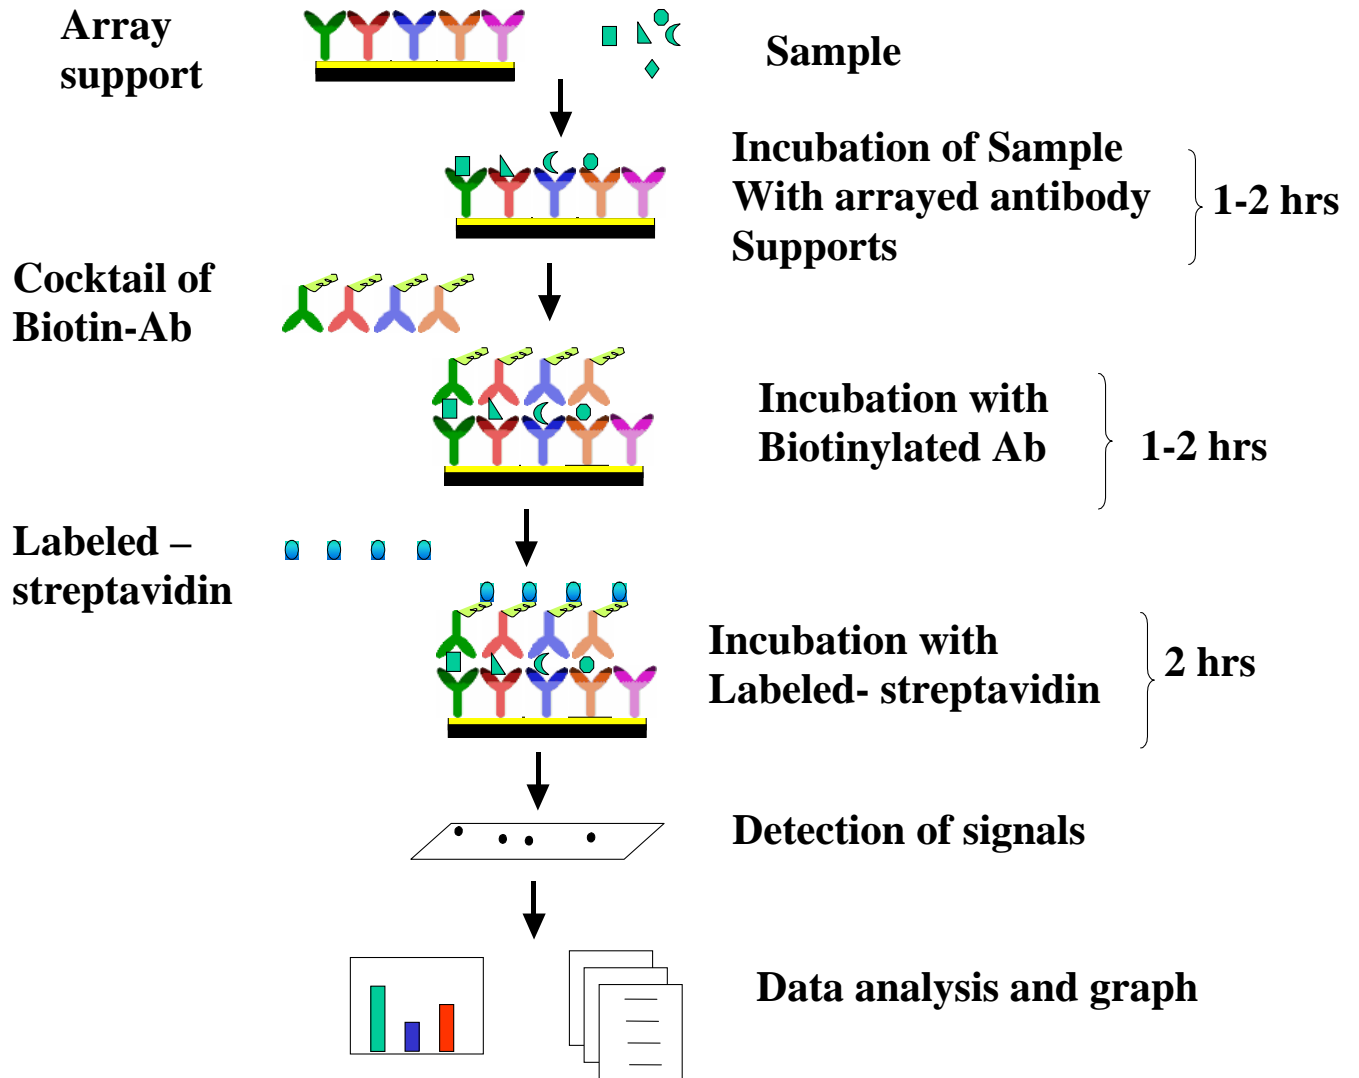 Array
support
Sample
Incubation of Sample
With arrayed antibody
Supports
1-2 hrs
Cocktail of
Biotin-Ab
Incubation with
Biotinylated Ab
1-2 hrs
Labeled –
streptavidin
Incubation with
Labeled- streptavidin
2 hrs
Detection of signals
Data analysis and graph